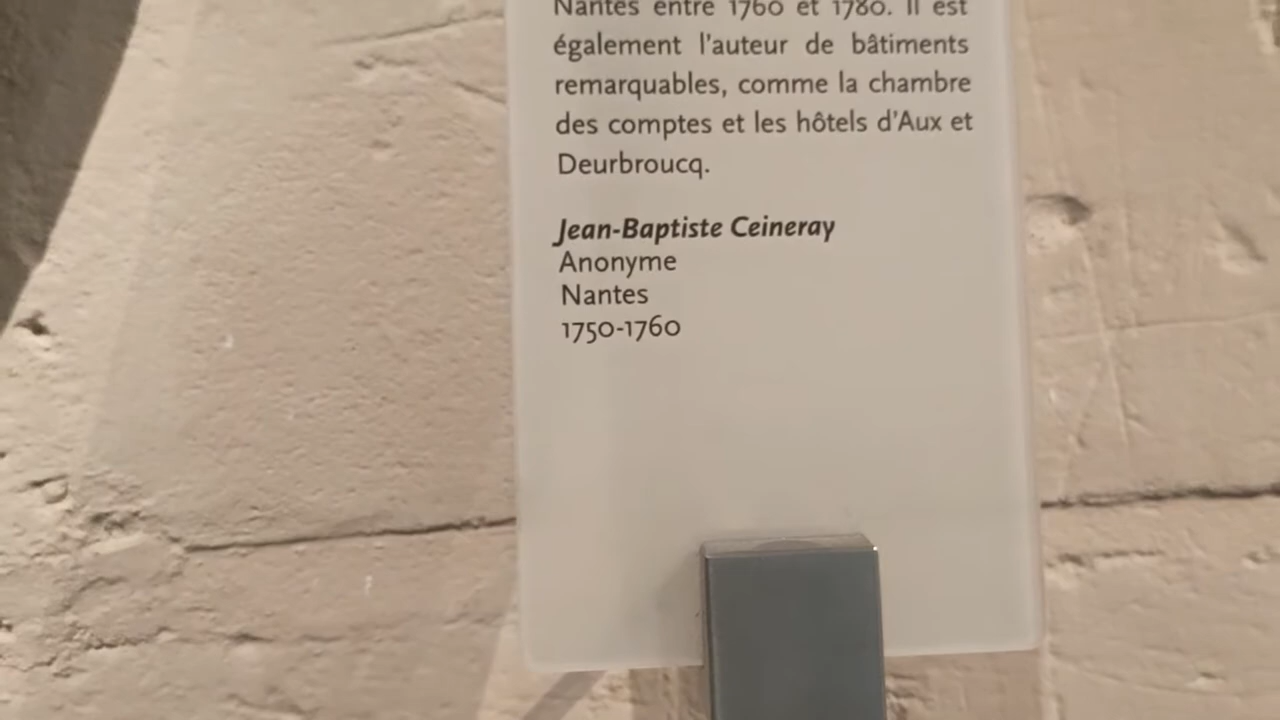 Nantes entre 1760 et 1780. Il est
également l'auteur de bâtiments
remarquables, comme la chambre
des comptes et les hôtels d'Aux et
Deurbroucq.
Jean-Baptiste Ceineray
Anonyme
Nantes
1750-1760